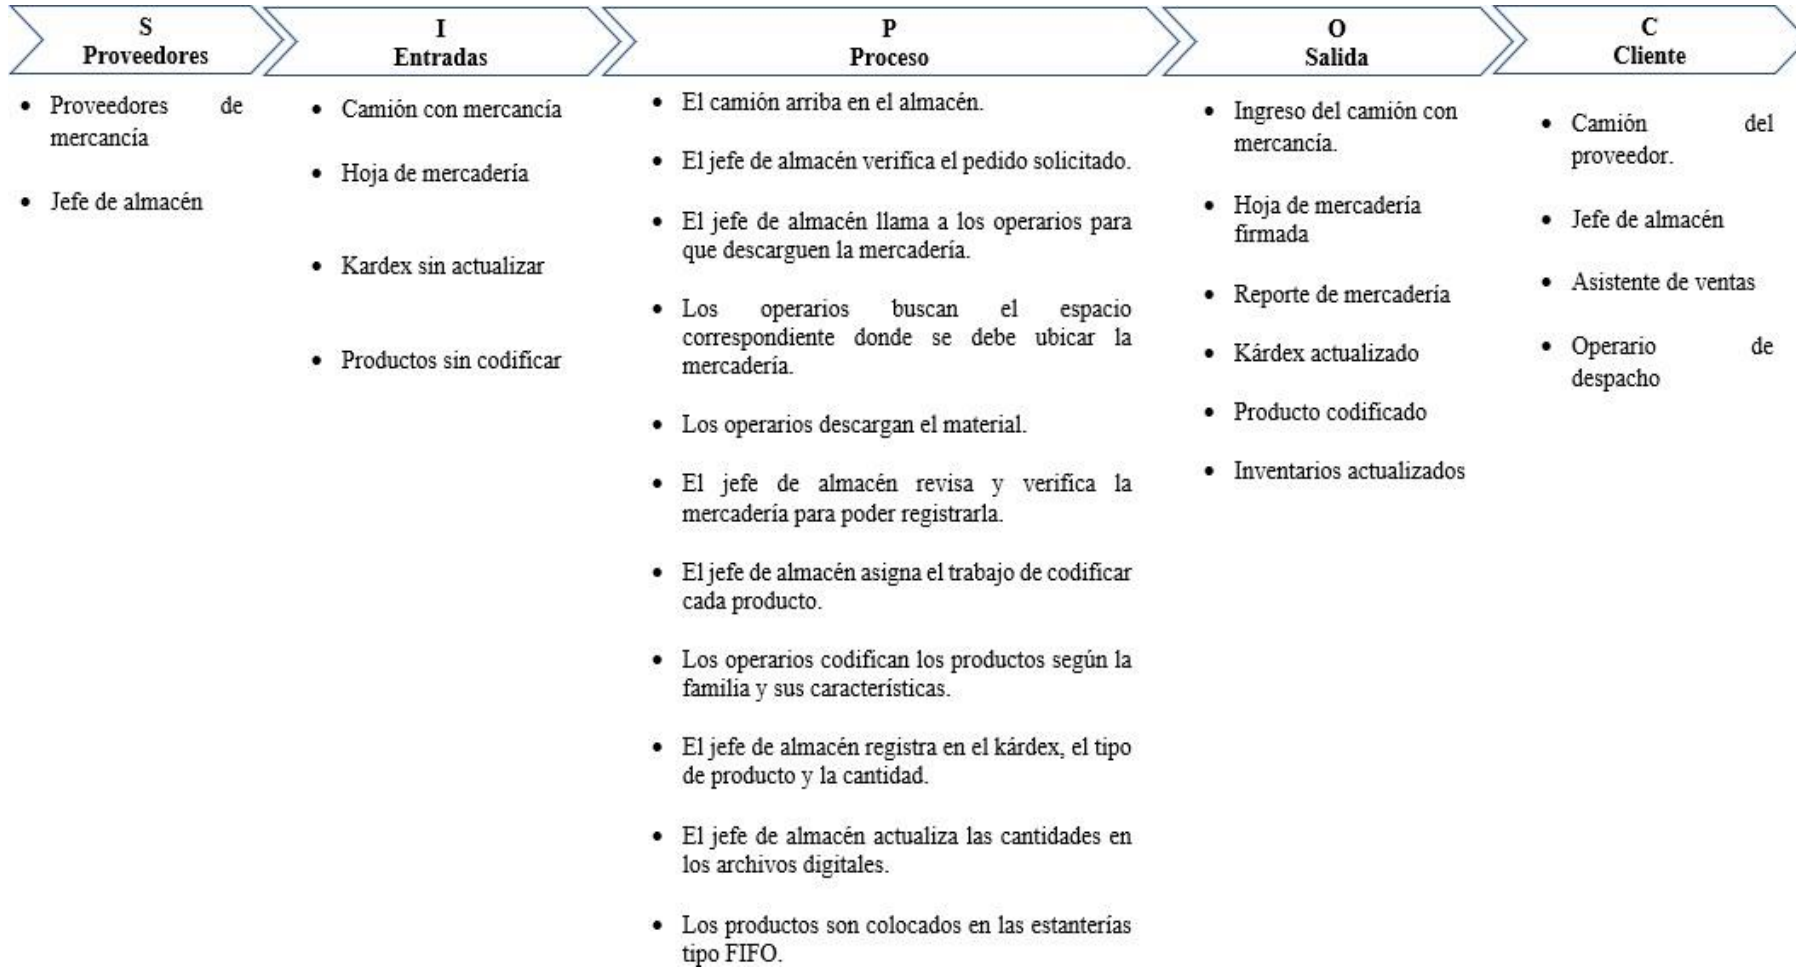 S
Proveedores
I
Entradas
P
Proceso
O
Salida
C
Cliente
• Proveedores de
mercancía
• Jefe de almacén
• Camión con mercancía
• Hoja de mercadería
• Kardex sin actualizar
• Productos sin codificar
• El camión arriba en el almacén.
• El jefe de almacén verifica el pedido solicitado.
• El jefe de almacén llama a los operarios para
que descarguen la mercadería.
• Los operarios buscan el espacio
correspondiente donde se debe ubicar la
mercadería.
• Los operarios descargan el material.
• El jefe de almacén revisa y verifica la
mercadería para poder registrarla.
• El jefe de almacén asigna el trabajo de codificar
cada producto.
• Los operarios codifican los productos según la
familia y sus características.
• El jefe de almacén registra en el kárdex, el tipo
de producto y la cantidad.
• El jefe de almacén actualiza las cantidades en
los archivos digitales.
• Los productos son colocados en las estanterías
tipo FIFO.
• Ingreso del camión con
mercancía.
• Hoja de mercadería
firmada
• Reporte de mercadería
• Kárdex actualizado
• Producto codificado
• Inventarios actualizados
• Camión del
proveedor.
• Jefe de almacén
• Asistente de ventas
• Operario de
despacho